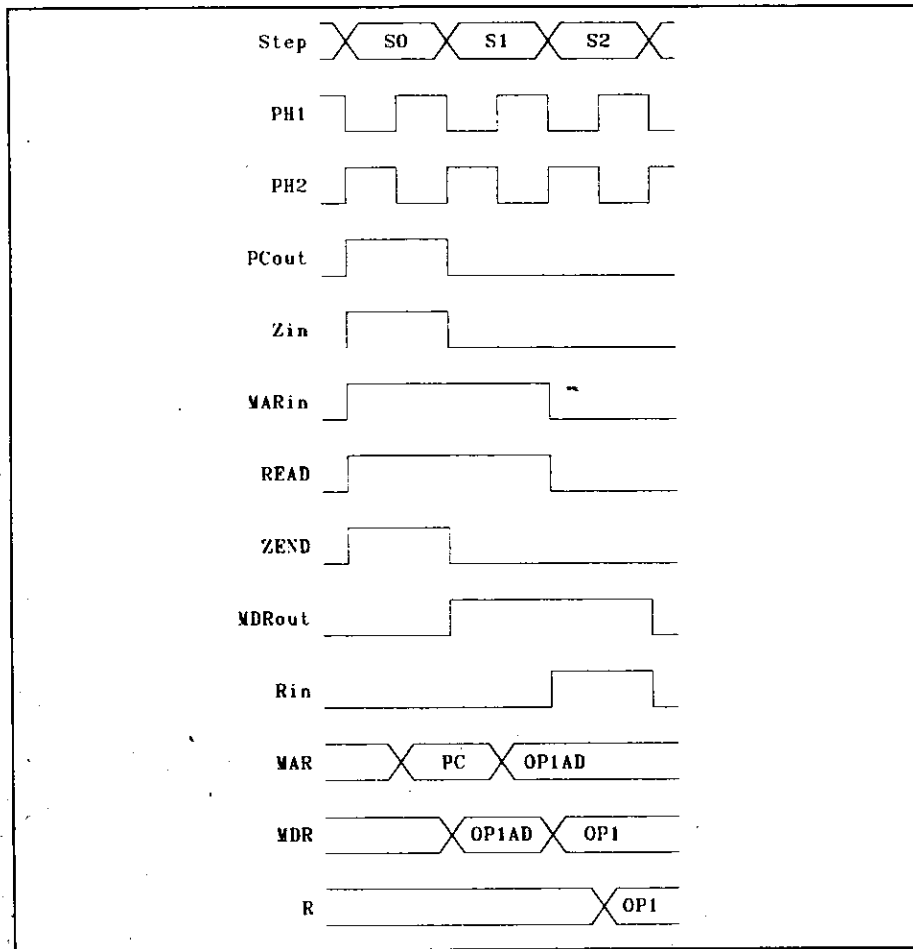 Step S0 S1 S2
PH1
PH2
PCout
Zin
MARin
READ
ZEND
MDRout
Rin
MAR PC OP1AD
MDR OP1AD OP1
R OP1